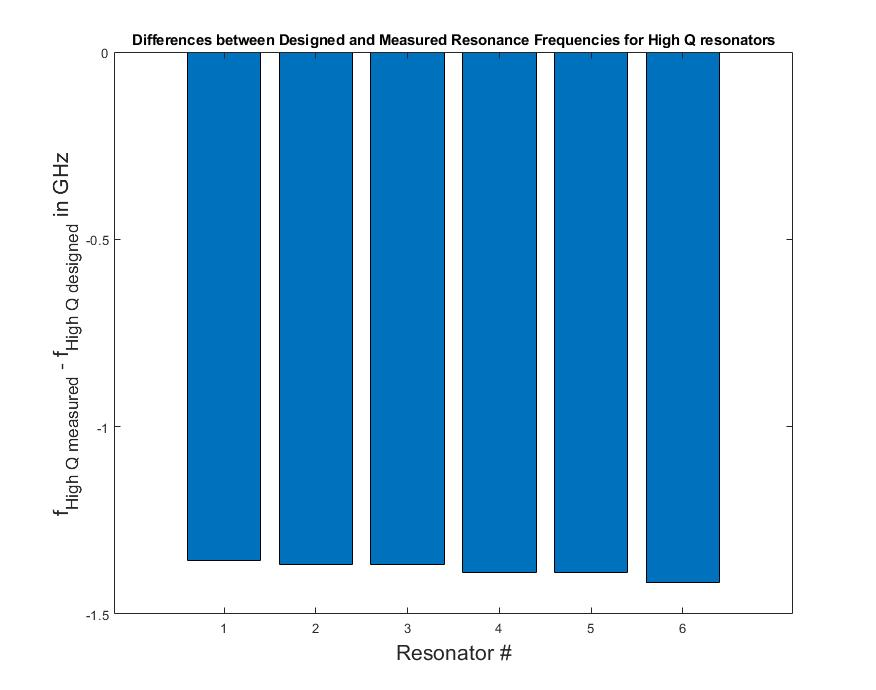 Differences between Designed and Measured Resonance Frequencies for High Q resonators
f_High Q measured - f_High Q designed in GHz
0
-0.5
-1
-1.5
1 2 3 4 5 6
Resonator #